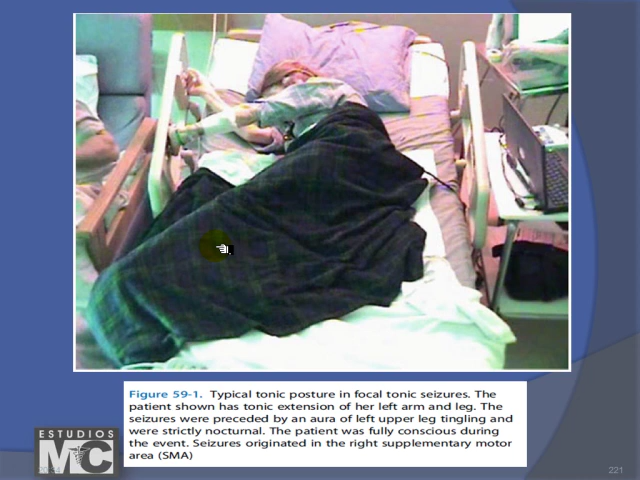 Figure 59-1. Typical tonic posture in focal tonic seizures. The
patient shown has tonic extension of her left arm and leg. The
seizures were preceded by an aura of left upper leg tingling and
were strictly nocturnal. The patient was fully conscious during
the event. Seizures originated in the right supplementary motor
area (SMA)
ESTUDIOS
MC
221